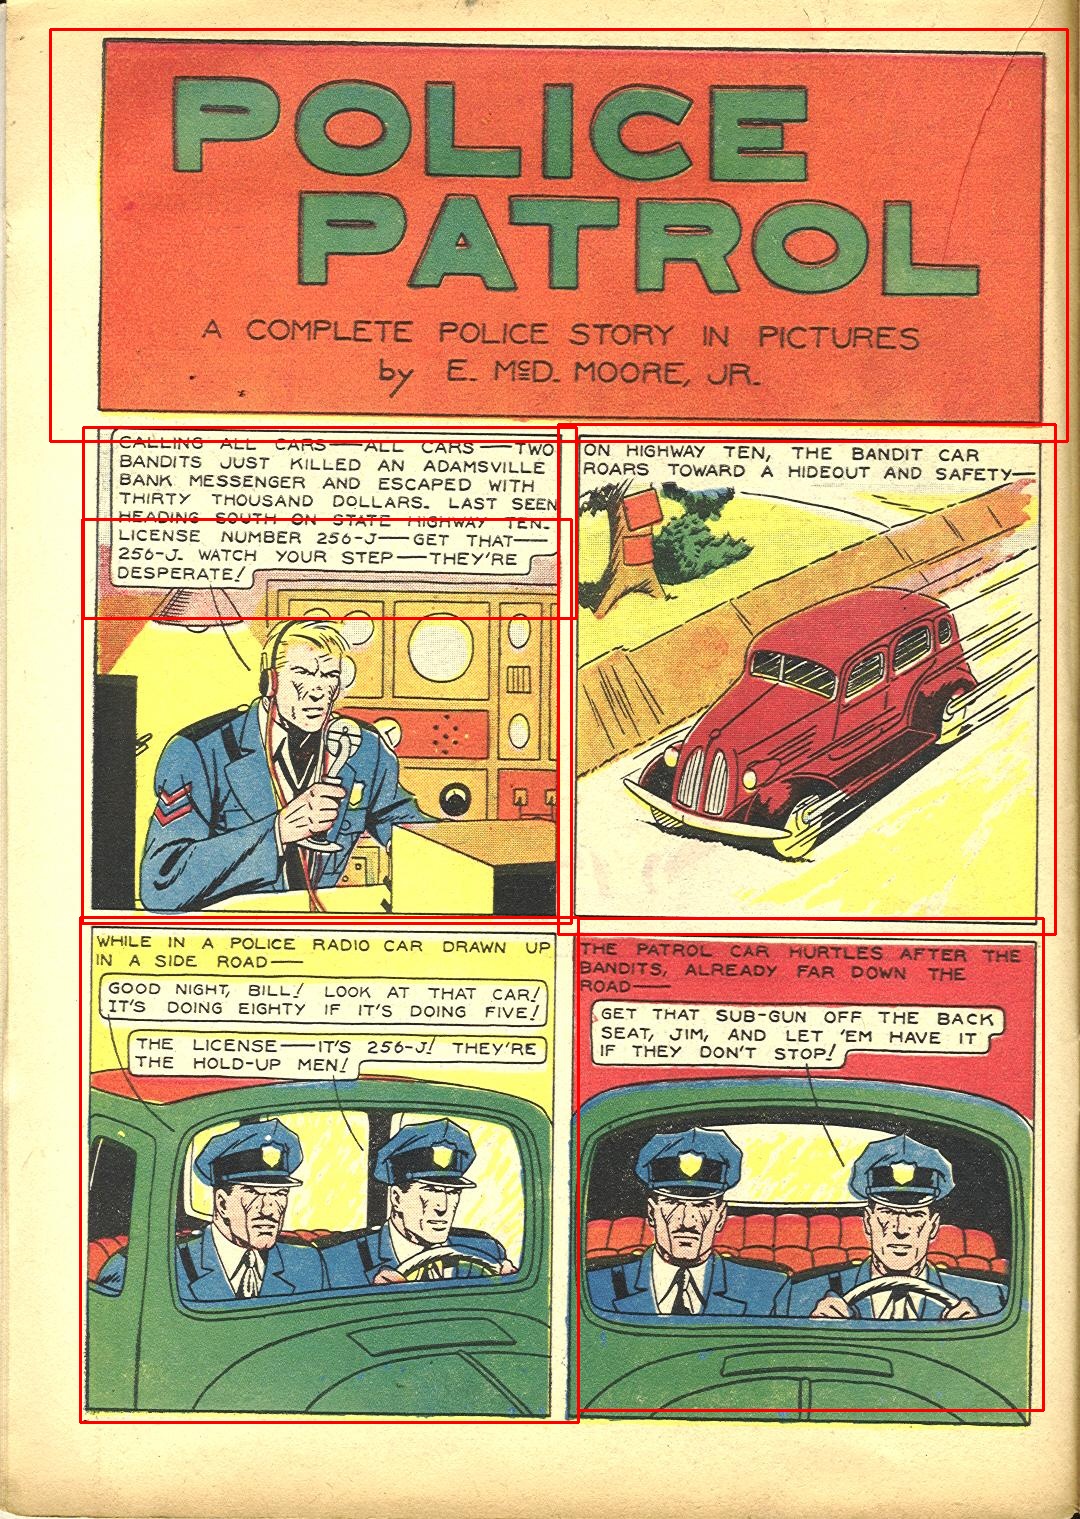 POLICE
PATROL
A COMPLETE POLICE STORY IN PICTURES
by E. McD. MOORE, JR.
CALLING ALL CARS — ALL CARS — TWO
BANDITS JUST KILLED AN ADAMSVILLE
BANK MESSENGER AND ESCAPED WITH
THIRTY THOUSAND DOLLARS. LAST SEEN
HEADING SOUTH ON STATE HIGHWAY TEN.
LICENSE NUMBER 256-J — GET THAT —
256-J. WATCH YOUR STEP — THEY'RE
DESPERATE!
ON HIGHWAY TEN, THE BANDIT CAR
ROARS TOWARD A HIDEOUT AND SAFETY —
WHILE IN A POLICE RADIO CAR DRAWN UP
IN A SIDE ROAD —
GOOD NIGHT, BILL! LOOK AT THAT CAR!
IT'S DOING EIGHTY IF IT'S DOING FIVE!
THE LICENSE — IT'S 256-J! THEY'RE
THE HOLD-UP MEN!
THE PATROL CAR HURTLES AFTER THE
BANDITS, ALREADY FAR DOWN THE
ROAD —
GET THAT SUB-GUN OFF THE BACK
SEAT, JIM, AND LET 'EM HAVE IT
IF THEY DON'T STOP!